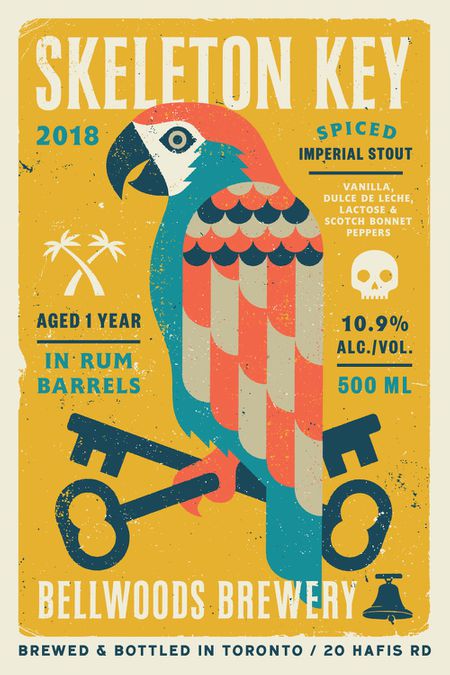 SKELETON KEY
2018
SPICED
IMPERIAL STOUT
VANILLA,
DULCE DE LECHE,
LACTOSE &
SCOTCH BONNET
PEPPERS
AGED 1 YEAR
IN RUM
BARRELS
10.9%
ALC./VOL.
500 ML
BELLWOODS BREWERY
BREWED & BOTTLED IN TORONTO / 20 HAFIS RD